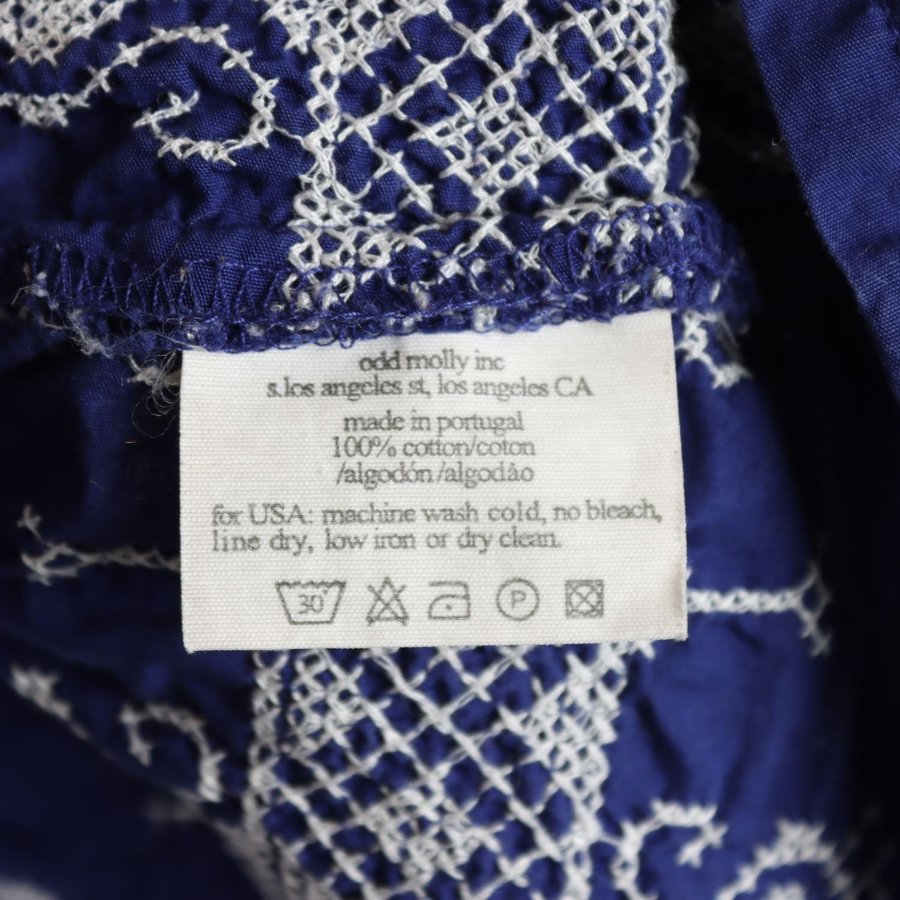 odd molly inc
s.los angeles st, los angeles CA
made in portugal
100% cotton/coton
/algodón/algodão
for USA: machine wash cold, no bleach,
line dry, low iron or dry clean.
30° P